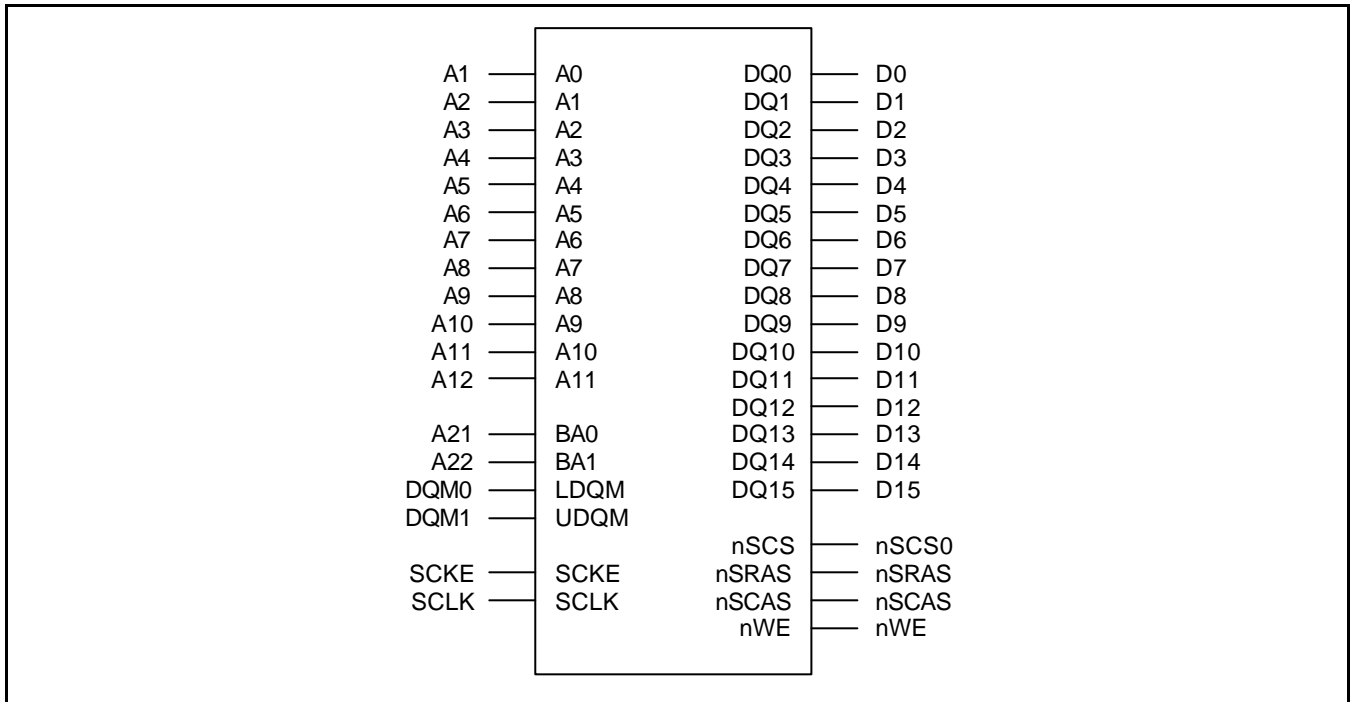 A1 A0 DQ0 D0
A2 A1 DQ1 D1
A3 A2 DQ2 D2
A4 A3 DQ3 D3
A5 A4 DQ4 D4
A6 A5 DQ5 D5
A7 A6 DQ6 D6
A8 A7 DQ7 D7
A9 A8 DQ8 D8
A10 A9 DQ9 D9
A11 A10 DQ10 D10
A12 A11 DQ11 D11
DQ12 D12
A21 BA0 DQ13 D13
A22 BA1 DQ14 D14
DQM0 LDQM DQ15 D15
DQM1 UDQM
nSCS nSCS0
SCKE SCKE nSRAS nSRAS
SCLK SCLK nSCAS nSCAS
nWE nWE